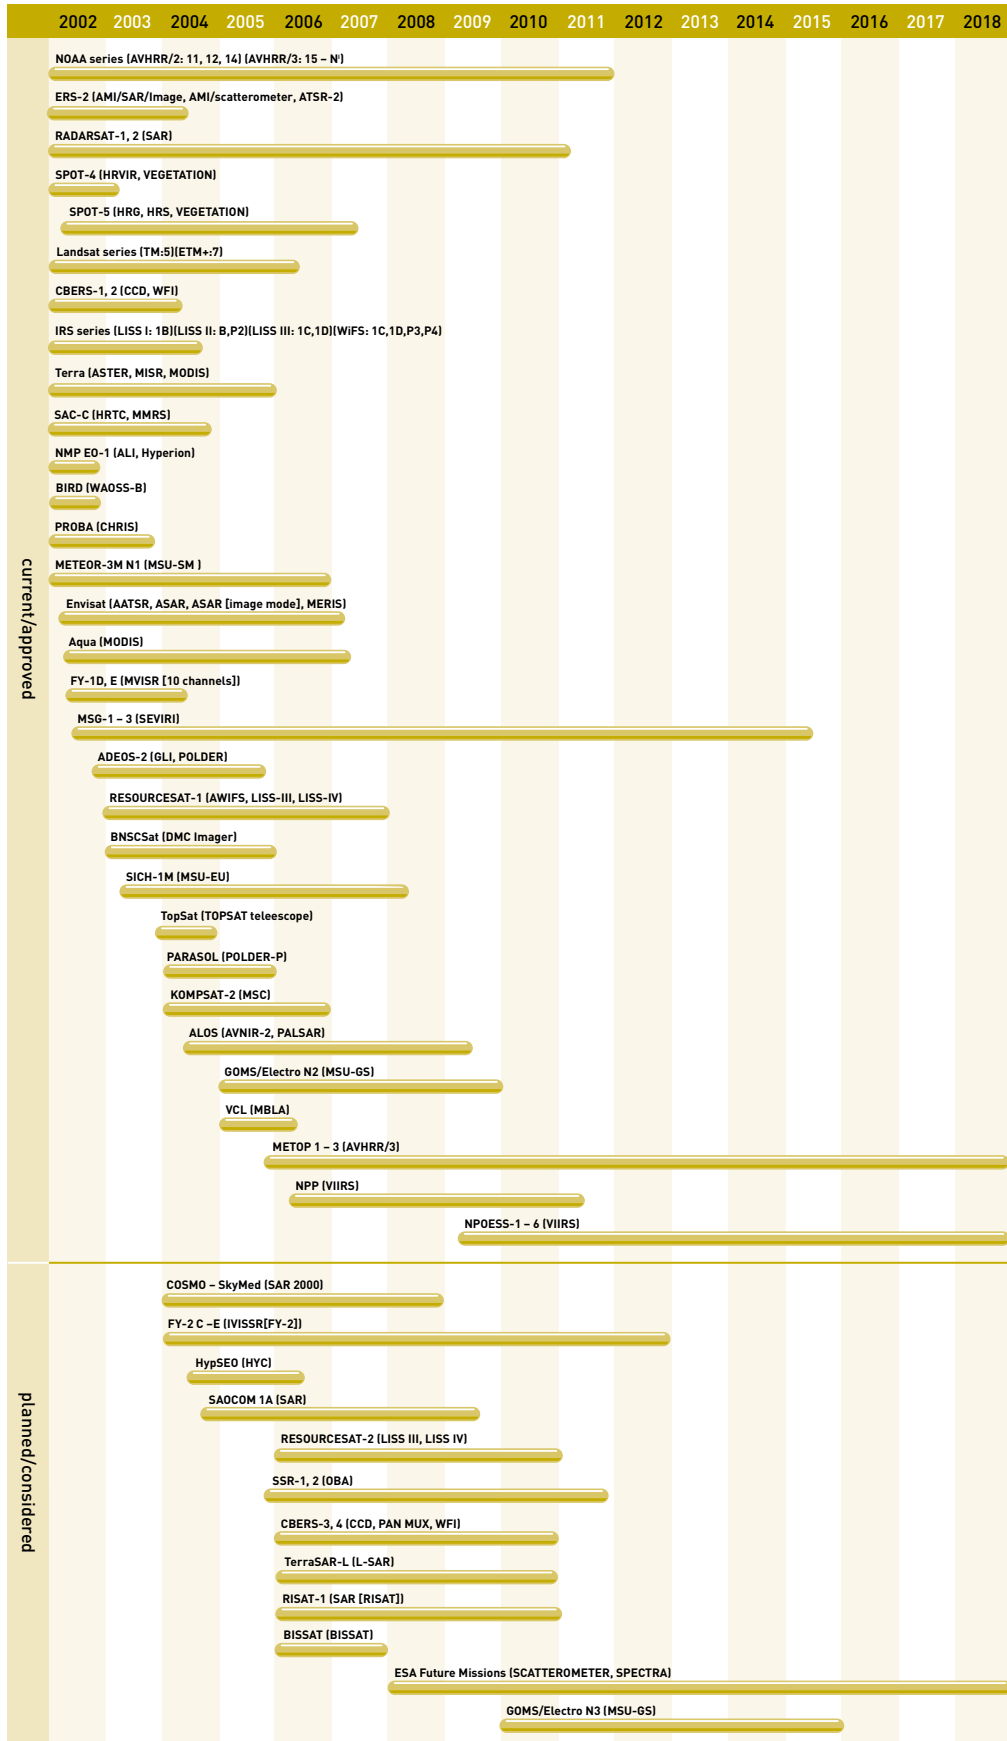 2002 2003 2004 2005 2006 2007 2008 2009 2010 2011 2012 2013 2014 2015 2016 2017 2018
current/approved
NOAA series (AVHRR/2: 11, 12, 14) (AVHRR/3: 15 – N')
ERS-2 (AMI/SAR/Image, AMI/scatterometer, ATSR-2)
RADARSAT-1, 2 (SAR)
SPOT-4 (HRVIR, VEGETATION)
SPOT-5 (HRG, HRS, VEGETATION)
Landsat series (TM:5)(ETM+:7)
CBERS-1, 2 (CCD, WFI)
IRS series (LISS I: 1B)(LISS II: B,P2)(LISS III: 1C,1D)(WiFS: 1C,1D,P3,P4)
Terra (ASTER, MISR, MODIS)
SAC-C (HRTC, MMRS)
NMP EO-1 (ALI, Hyperion)
BIRD (WAOSS-B)
PROBA (CHRIS)
METEOR-3M N1 (MSU-SM )
Envisat (AATSR, ASAR, ASAR [image mode], MERIS)
Aqua (MODIS)
FY-1D, E (MVISR [10 channels])
MSG-1 – 3 (SEVIRI)
ADEOS-2 (GLI, POLDER)
RESOURCESAT-1 (AWIFS, LISS-III, LISS-IV)
BNSCSat (DMC Imager)
SICH-1M (MSU-EU)
TopSat (TOPSAT teleescope)
PARASOL (POLDER-P)
KOMPSAT-2 (MSC)
ALOS (AVNIR-2, PALSAR)
GOMS/Electro N2 (MSU-GS)
VCL (MBLA)
METOP 1 – 3 (AVHRR/3)
NPP (VIIRS)
NPOESS-1 – 6 (VIIRS)
planned/considered
COSMO – SkyMed (SAR 2000)
FY-2 C –E (IVISSR[FY-2])
HypSEO (HYC)
SAOCOM 1A (SAR)
RESOURCESAT-2 (LISS III, LISS IV)
SSR-1, 2 (OBA)
CBERS-3, 4 (CCD, PAN MUX, WFI)
TerraSAR-L (L-SAR)
RISAT-1 (SAR [RISAT])
BISSAT (BISSAT)
ESA Future Missions (SCATTEROMETER, SPECTRA)
GOMS/Electro N3 (MSU-GS)